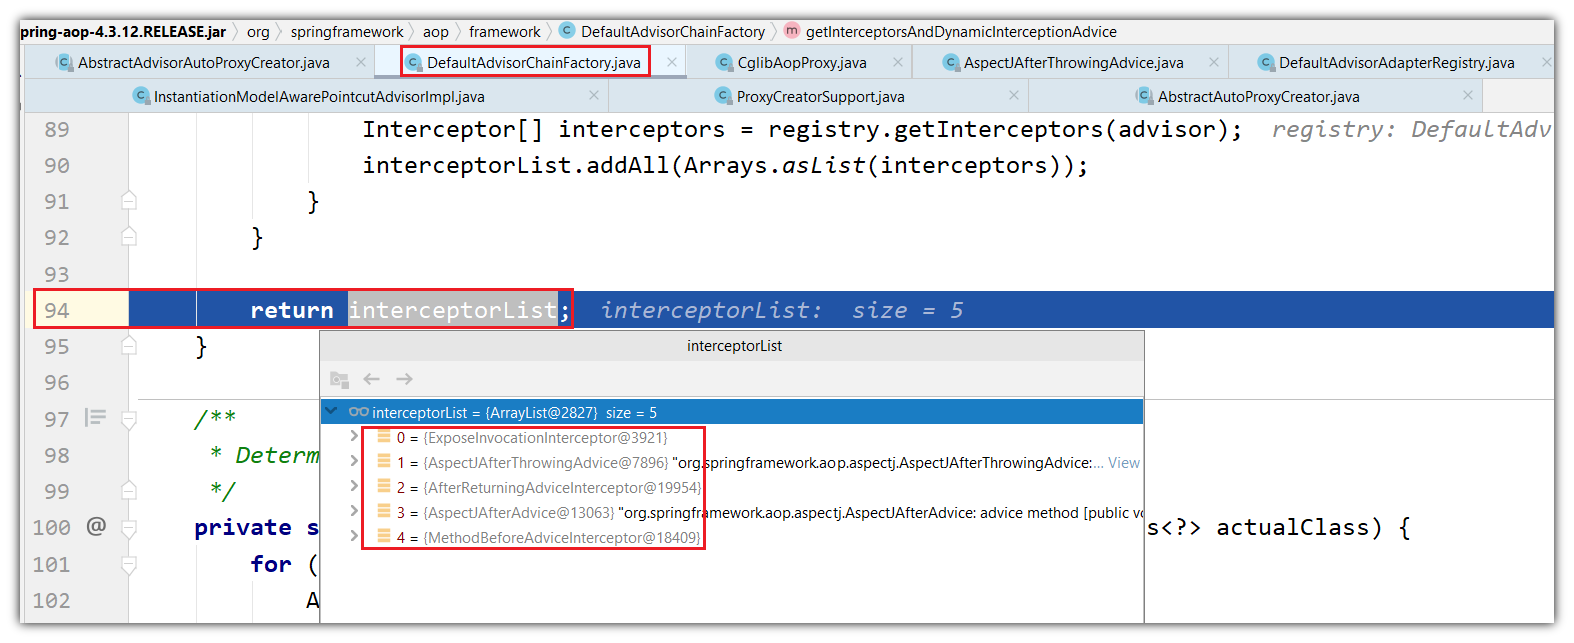 pring-aop-4.3.12.RELEASE.jar org springframework aop framework C DefaultAdvisorChainFactory m getInterceptorsAndDynamicInterceptionAdvice
C AbstractAdvisorAutoProxyCreator.java C DefaultAdvisorChainFactory.java C CglibAopProxy.java C AspectJAfterThrowingAdvice.java C DefaultAdvisorAdapterRegistry.java
C InstantiationModelAwarePointcutAdvisorImpl.java C ProxyCreatorSupport.java C AbstractAutoProxyCreator.java
89 Interceptor[] interceptors = registry.getInterceptors(advisor); registry: DefaultAdv
90 interceptorList.addAll(Arrays.asList(interceptors));
91 }
92 }
93
94 return interceptorList; interceptorList: size = 5
95 }
interceptorList
96
interceptorList = {ArrayList@2827} size = 5
97 /**
0 = {ExposeInvocationInterceptor@3921}
1 = {AspectJAfterThrowingAdvice@7896} "org.springframework.aop.aspectj.AspectJAfterThrowingAdvice:... View
98 * Determ
2 = {AfterReturningAdviceInterceptor@19954}
99 */
3 = {AspectJAfterAdvice@13063} "org.springframework.aop.aspectj.AspectJAfterAdvice: advice method [public vo
100 @ private s s<?> actualClass) {
4 = {MethodBeforeAdviceInterceptor@18409}
101 for (
102 A